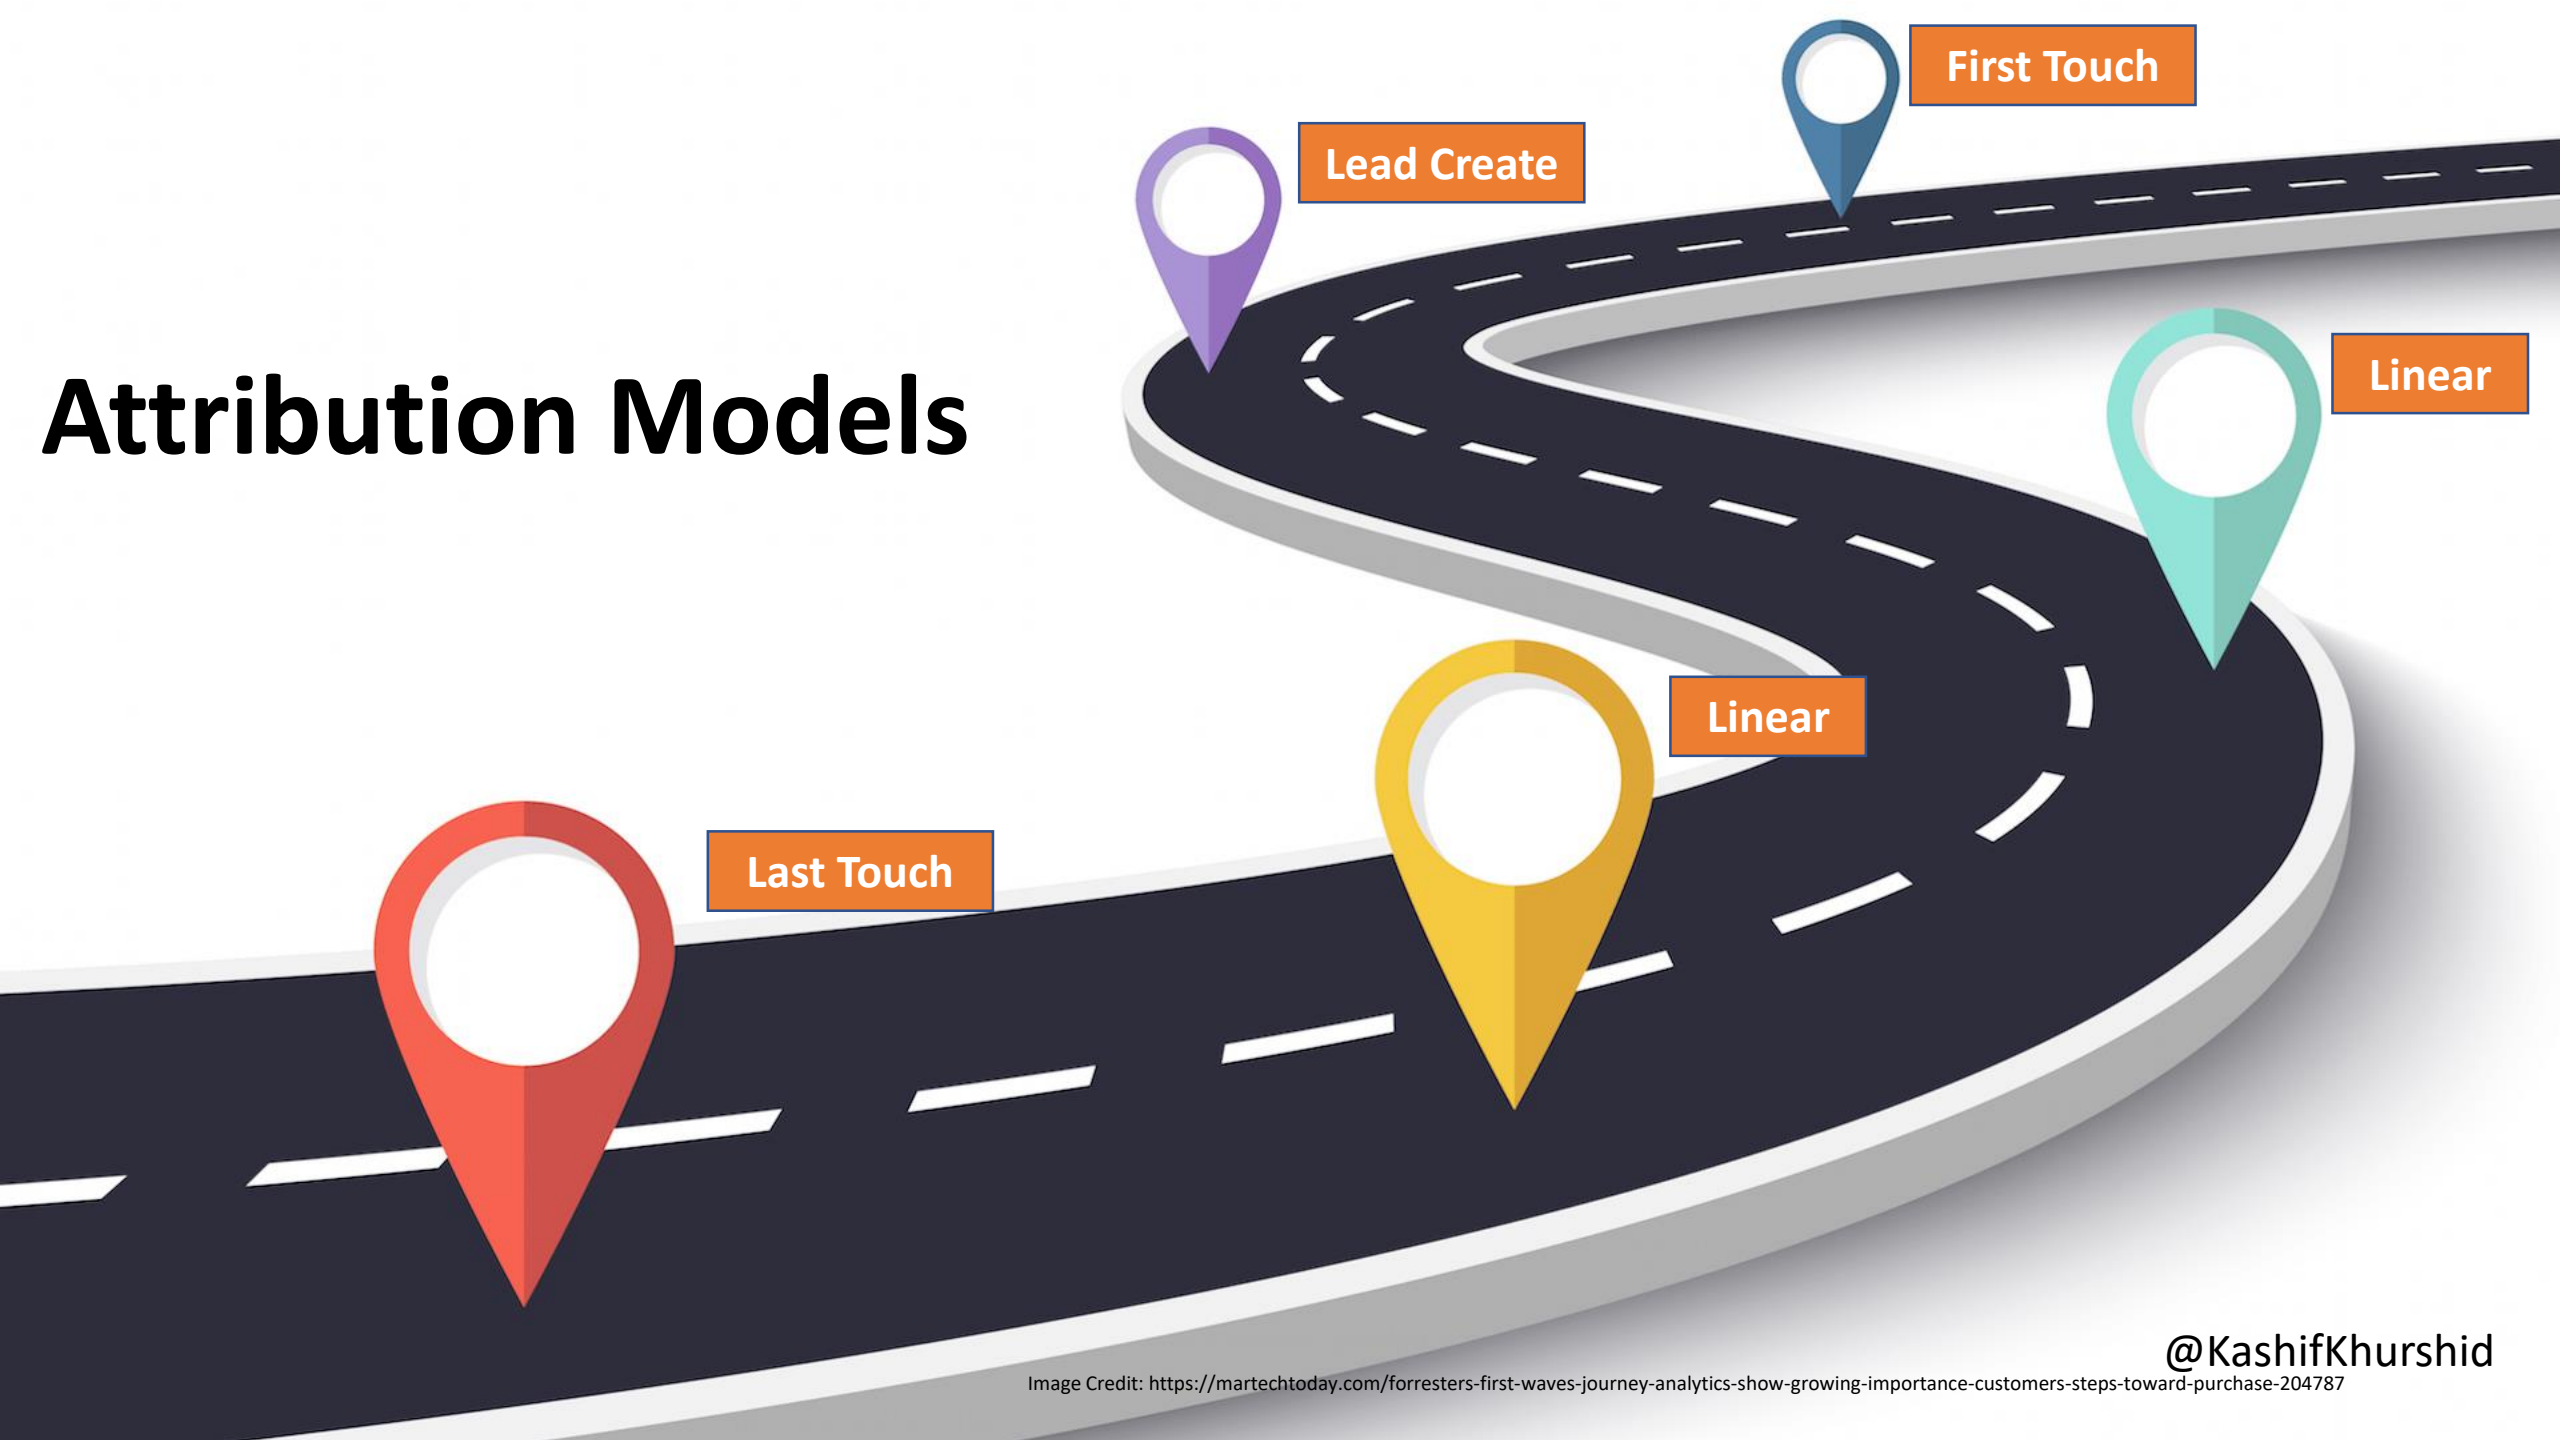 First Touch
Lead Create
Linear
Attribution Models
Linear
Last Touch
@KashifKhurshid
Image Credit: https://martechtoday.com/forresters-first-waves-journey-analytics-show-growing-importance-customers-steps-toward-purchase-204787